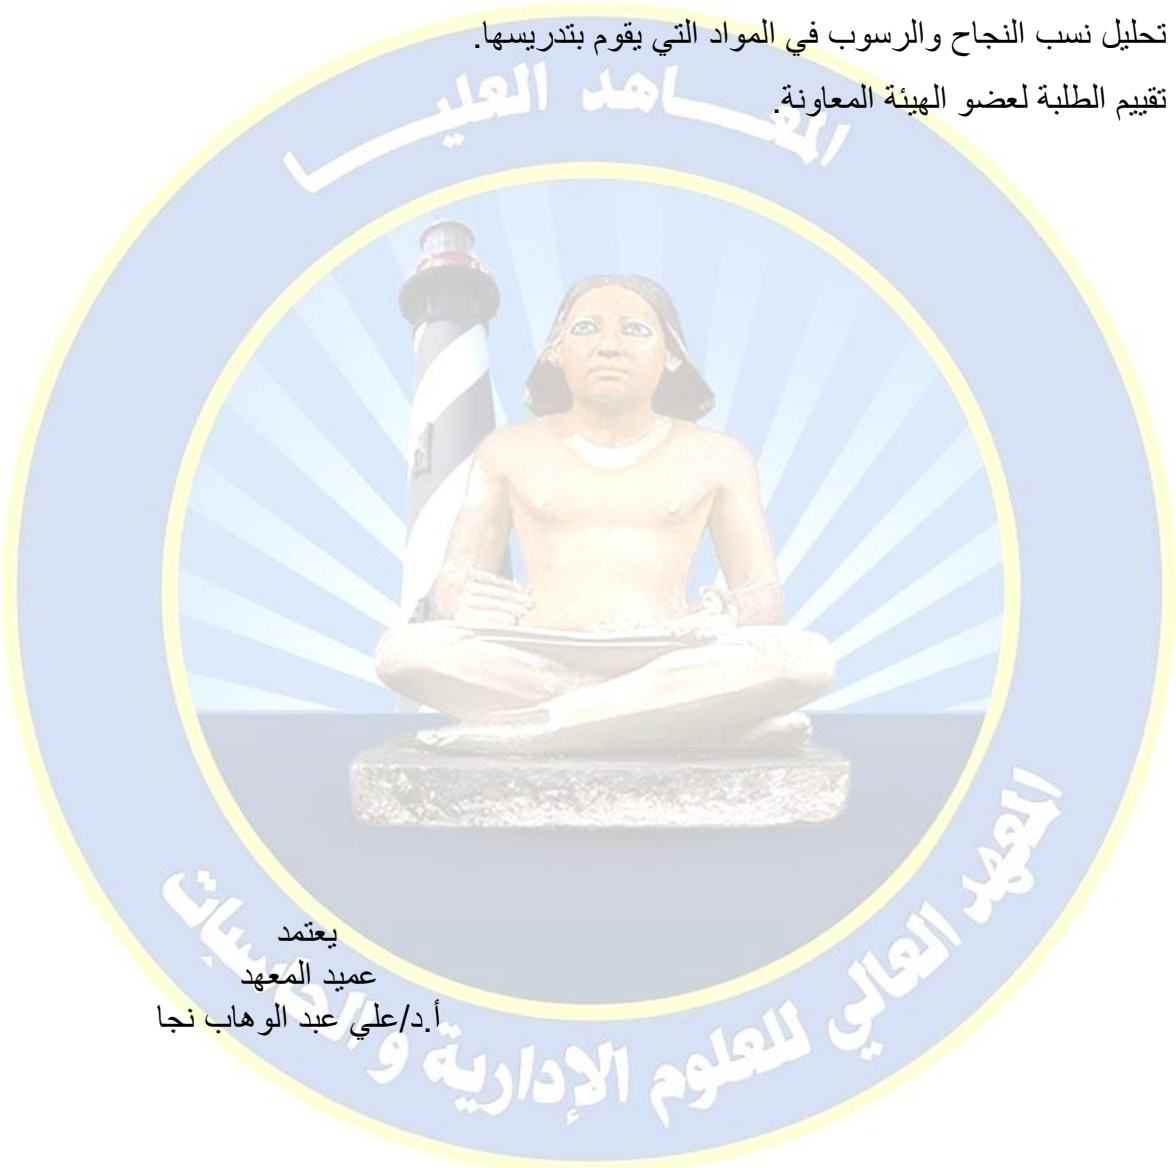 تحليل نسب النجاح والرسوب في المواد التي يقوم بتدريسها.
تقييم الطلبة لعضو الهيئة المعاونة.
المعاهد العليا
يعتمد
عميد المعهد
أ.د/علي عبد الوهاب نجا
المعهد العالي للعلوم الإدارية والحاسبات